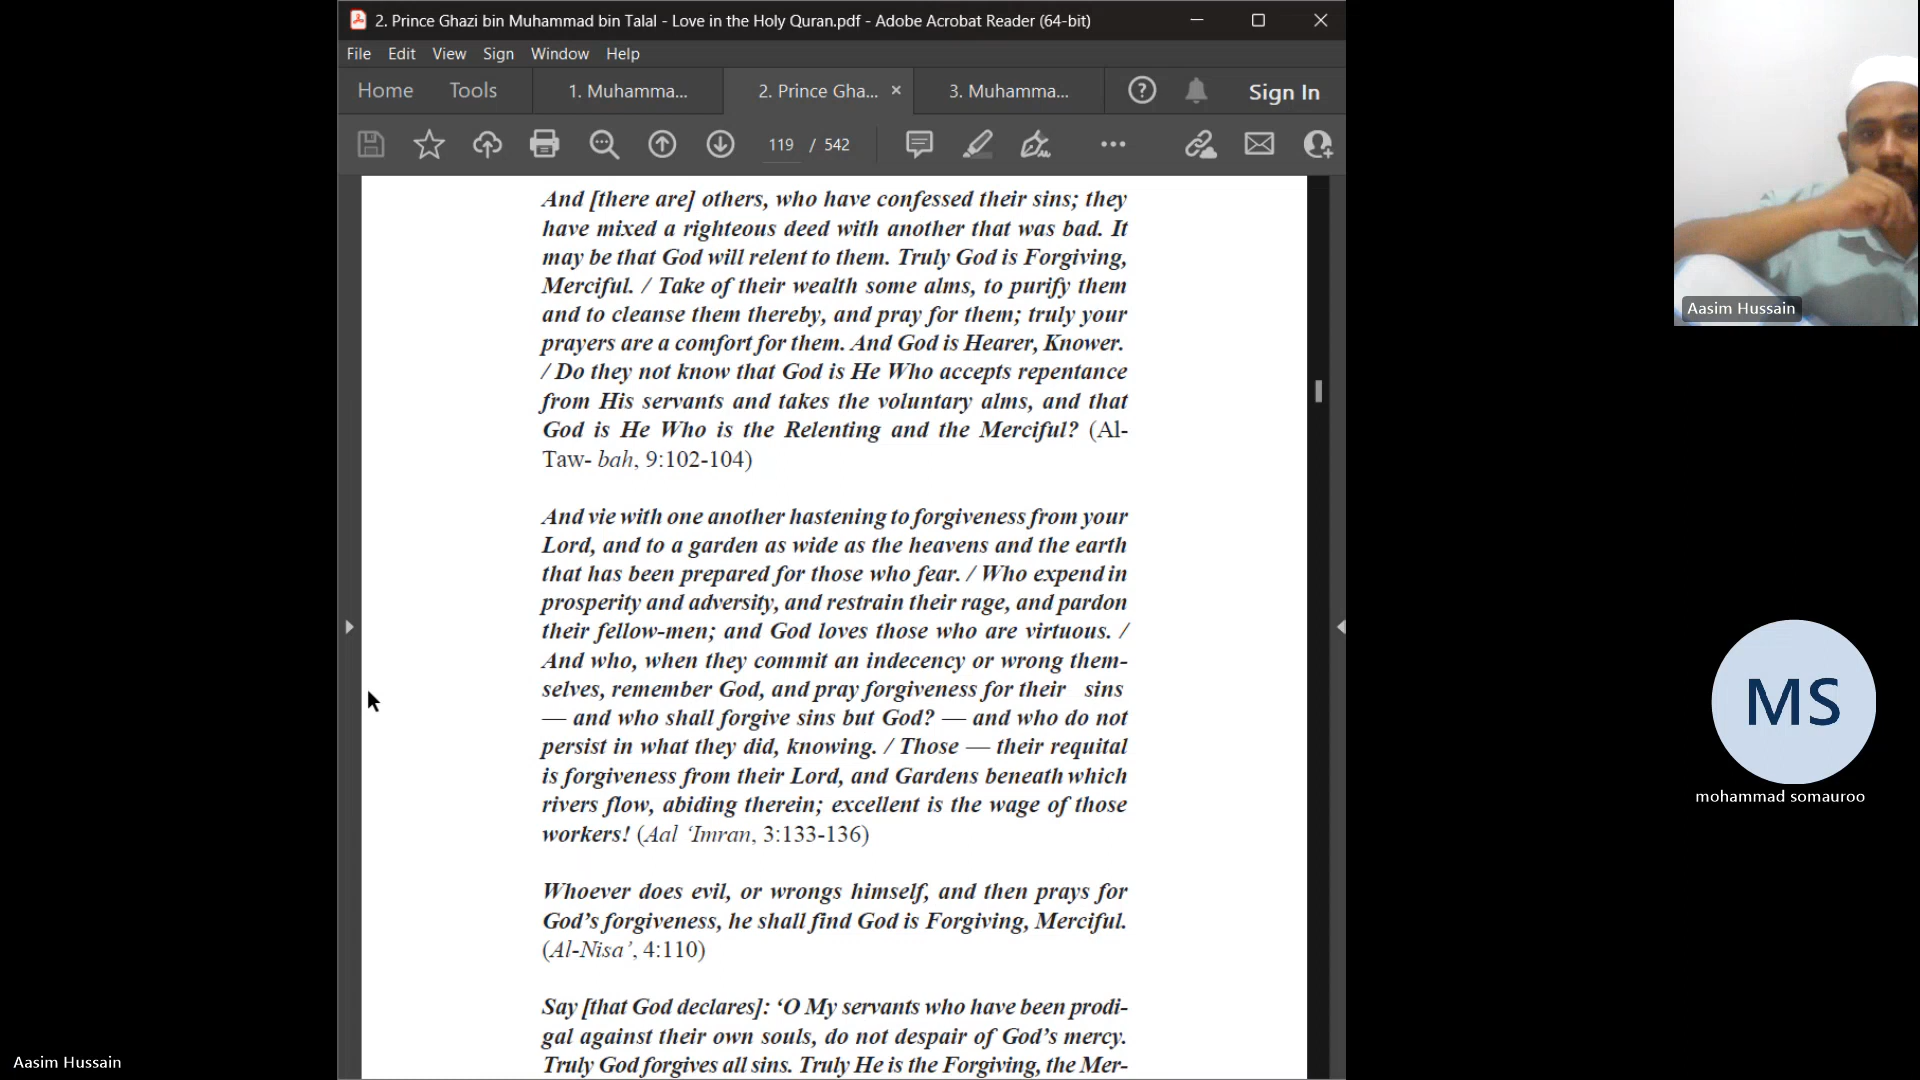 2. Prince Ghazi bin Muhammad bin Talal - Love in the Holy Quran.pdf - Adobe Acrobat Reader (64-bit)
File Edit View Sign Window Help
Home Tools 1. Muhamma... 2. Prince Gha... × 3. Muhamma... ? Sign In
119 / 542
And [there are] others, who have confessed their sins; they
have mixed a righteous deed with another that was bad. It
may be that God will relent to them. Truly God is Forgiving,
Merciful. / Take of their wealth some alms, to purify them
and to cleanse them thereby, and pray for them; truly your
prayers are a comfort for them. And God is Hearer, Knower.
/ Do they not know that God is He Who accepts repentance
from His servants and takes the voluntary alms, and that
God is He Who is the Relenting and the Merciful? (Al-
Taw- bah, 9:102-104)
And vie with one another hastening to forgiveness from your
Lord, and to a garden as wide as the heavens and the earth
that has been prepared for those who fear. / Who expend in
prosperity and adversity, and restrain their rage, and pardon
their fellow-men; and God loves those who are virtuous. /
And who, when they commit an indecency or wrong them-
selves, remember God, and pray forgiveness for their sins
— and who shall forgive sins but God? — and who do not
persist in what they did, knowing. / Those — their requital
is forgiveness from their Lord, and Gardens beneath which
rivers flow, abiding therein; excellent is the wage of those
workers! (Aal ‘Imran, 3:133-136)
Whoever does evil, or wrongs himself, and then prays for
God’s forgiveness, he shall find God is Forgiving, Merciful.
(Al-Nisa’, 4:110)
Say [that God declares]: ‘O My servants who have been prodi-
gal against their own souls, do not despair of God’s mercy.
Truly God forgives all sins. Truly He is the Forgiving, the Mer-
Aasim Hussain
MS
mohammad somauroo
Aasim Hussain